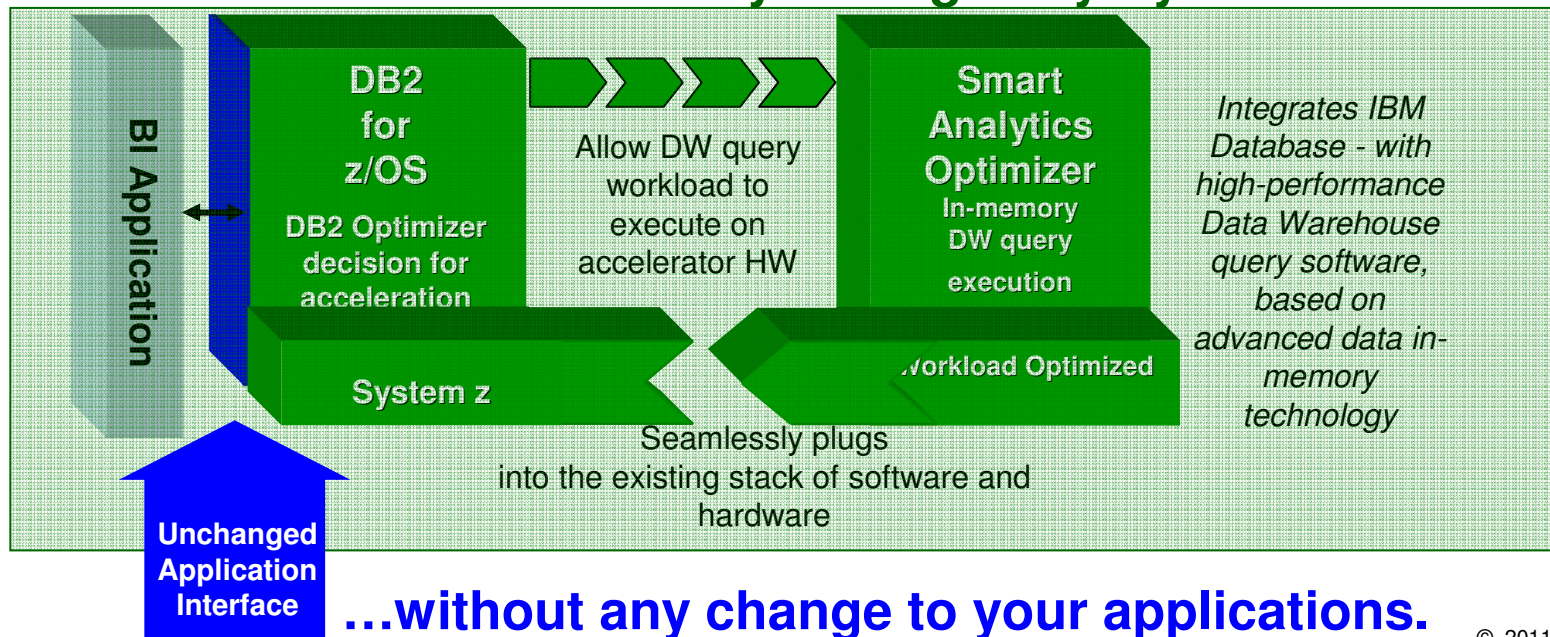 BI Application
DB2
for
z/OS
DB2 Optimizer
decision for
acceleration
Allow DW query
workload to
execute on
accelerator HW
Smart
Analytics
Optimizer
In-memory
DW query
execution
Integrates IBM
Database - with
high-performance
Data Warehouse
query software,
based on
advanced data in-
memory
technology
System z
Workload Optimized
Seamlessly plugs
into the existing stack of software and
hardware
Unchanged
Application
Interface
...without any change to your applications.
© 2011